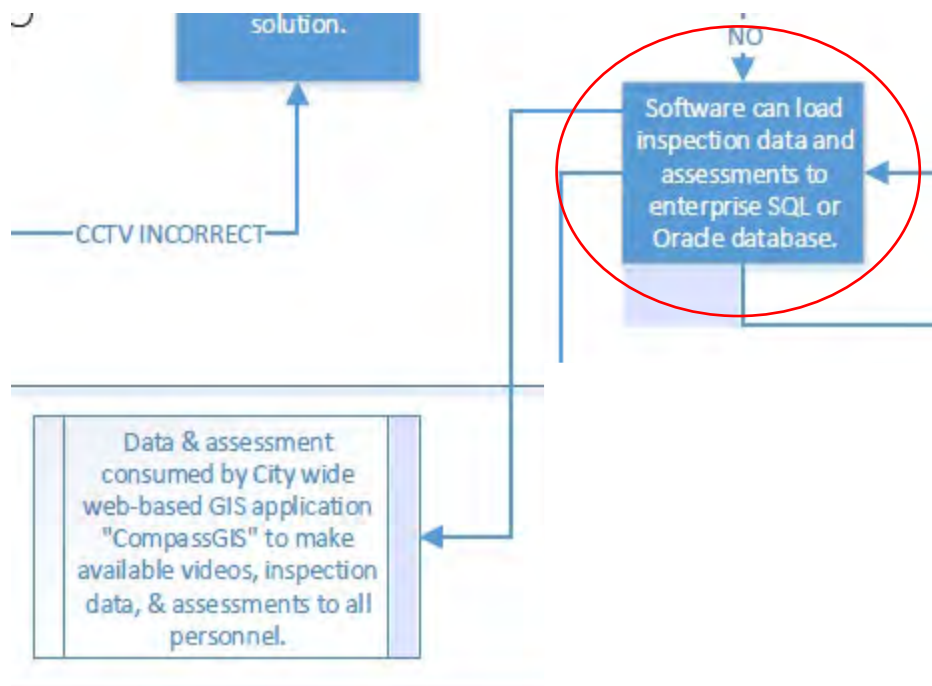 solution.
NO
Software can load
inspection data and
assessments to
enterprise SQL or
Oracle database.
CCTV INCORRECT
Data & assessment
consumed by City wide
web-based GIS application
"CompassGIS" to make
available videos, inspection
data, & assessments to all
personnel.